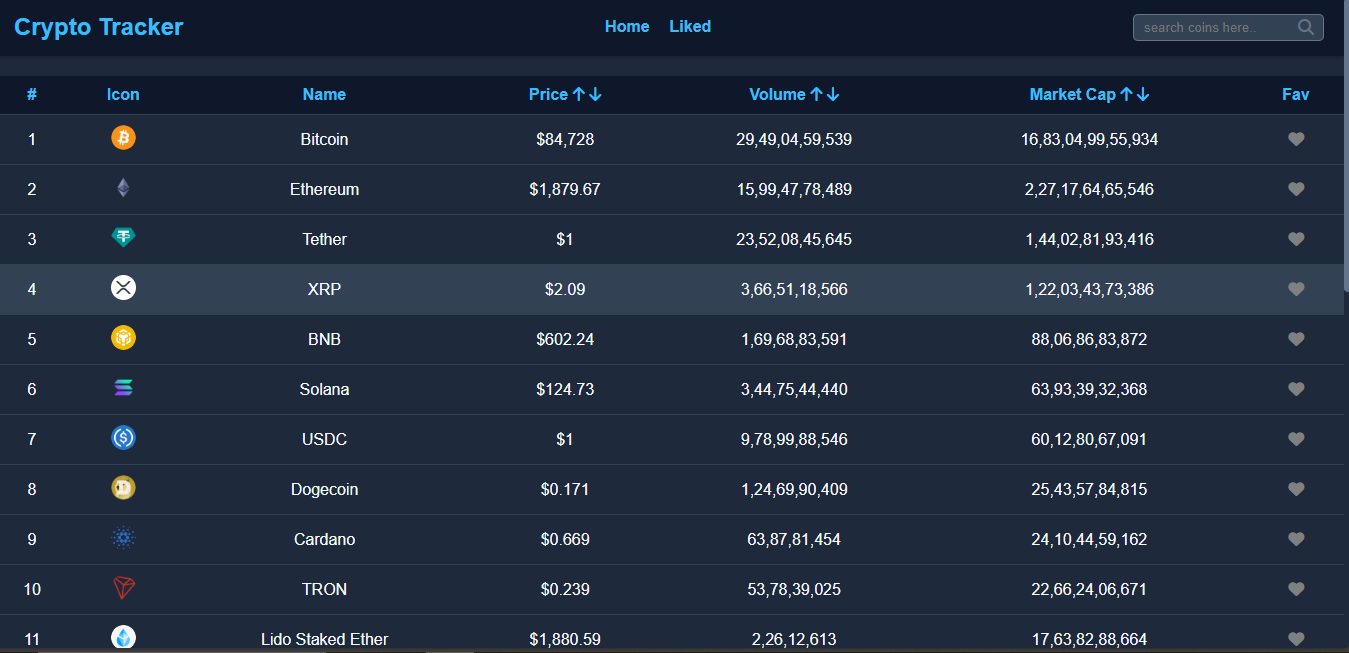 Crypto Tracker Home Liked search coins here..
# Icon Name Price Volume Market Cap Fav
1 Bitcoin $84,728 29,49,04,59,539 16,83,04,99,55,934
2 Ethereum $1,879.67 15,99,47,78,489 2,27,17,64,65,546
3 Tether $1 23,52,08,45,645 1,44,02,81,93,416
4 XRP $2.09 3,66,51,18,566 1,22,03,43,73,386
5 BNB $602.24 1,69,68,83,591 88,06,86,83,872
6 Solana $124.73 3,44,75,44,440 63,93,39,32,368
7 USDC $1 9,78,99,88,546 60,12,80,67,091
8 Dogecoin $0.171 1,24,69,90,409 25,43,57,84,815
9 Cardano $0.669 63,87,81,454 24,10,44,59,162
10 TRON $0.239 53,78,39,025 22,66,24,06,671
11 Lido Staked Ether $1,880.59 2,26,12,613 17,63,82,88,664